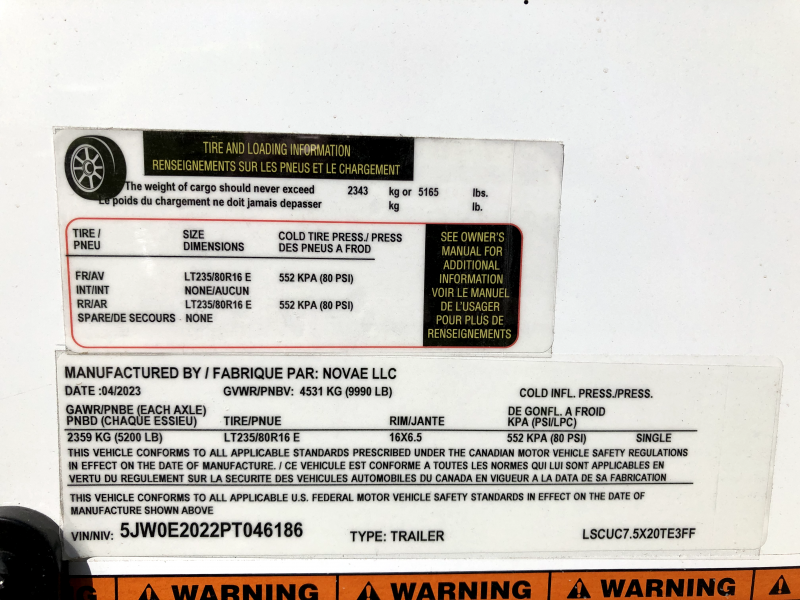 TIRE AND LOADING INFORMATION
RENSEIGNEMENTS SUR LES PNEUS ET LE CHARGEMENT
The weight of cargo should never exceed 2343 kg or 5165 lbs.
Le poids du chargement ne doit jamais depasser kg lb.
TIRE / SIZE COLD TIRE PRESS./ PRESS
PNEU DIMENSIONS DES PNEUS A FROD
FR/AV LT235/80R16 E 552 KPA (80 PSI)
INT/INT NONE/AUCUN
RR/AR LT235/80R16 E 552 KPA (80 PSI)
SPARE/DE SECOURS NONE
SEE OWNER'S
MANUAL FOR
ADDITIONAL
INFORMATION
VOIR LE MANUEL
DE L'USAGER
POUR PLUS DE
RENSEIGNEMENTS
MANUFACTURED BY / FABRIQUE PAR: NOVAE LLC
DATE :04/2023 GVWR/PNBV: 4531 KG (9990 LB) COLD INFL. PRESS./PRESS.
GAWR/PNBE (EACH AXLE) DE GONFL. A FROID
PNBD (CHAQUE ESSIEU) TIRE/PNUE RIM/JANTE KPA (PSI/LPC)
2359 KG (5200 LB) LT235/80R16 E 16X6.5 552 KPA (80 PSI) SINGLE
THIS VEHICLE CONFORMS TO ALL APPLICABLE STANDARDS PRESCRIBED UNDER THE CANADIAN MOTOR VEHICLE SAFETY REGULATIONS
IN EFFECT ON THE DATE OF MANUFACTURE. / CE VEHICULE EST CONFORME A TOUTES LES NORMES QUI LUI SONT APPLICABLES EN
VERTU DU REGULEMENT SUR LA SECURITE DES VEHICULES AUTOMOBILES DU CANADA EN VIGUEUR A LA DATA DE SA FABRICATION
THIS VEHICLE CONFORMS TO ALL APPLICABLE U.S. FEDERAL MOTOR VEHICLE SAFETY STANDARDS IN EFFECT ON THE DATE OF
MANUFACTURE SHOWN ABOVE
VIN/NIV: 5JW0E2022PT046186 TYPE: TRAILER LSCUC7.5X20TE3FF
WARNING WARNING WARNING